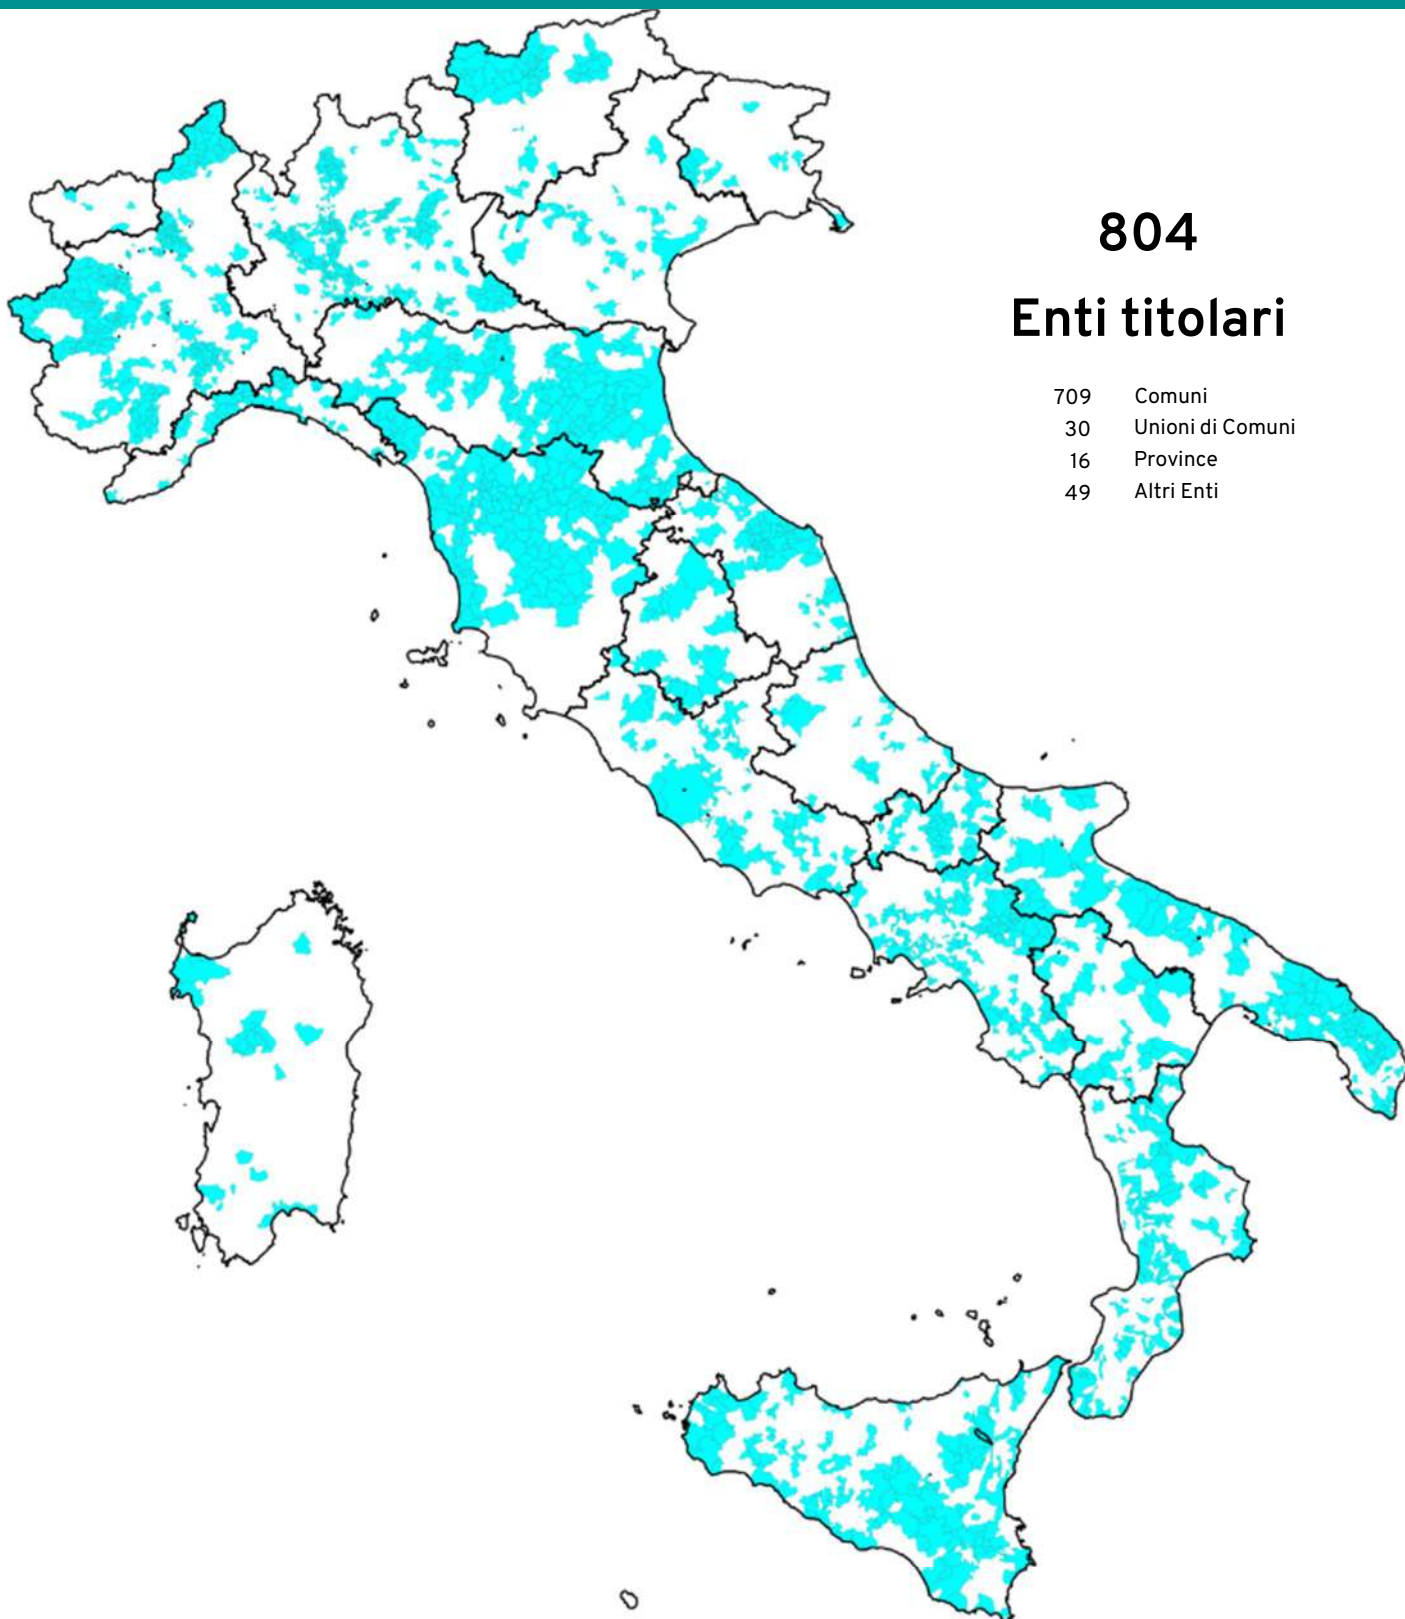 804
Enti titolari
709 Comuni
30 Unioni di Comuni
16 Province
49 Altri Enti